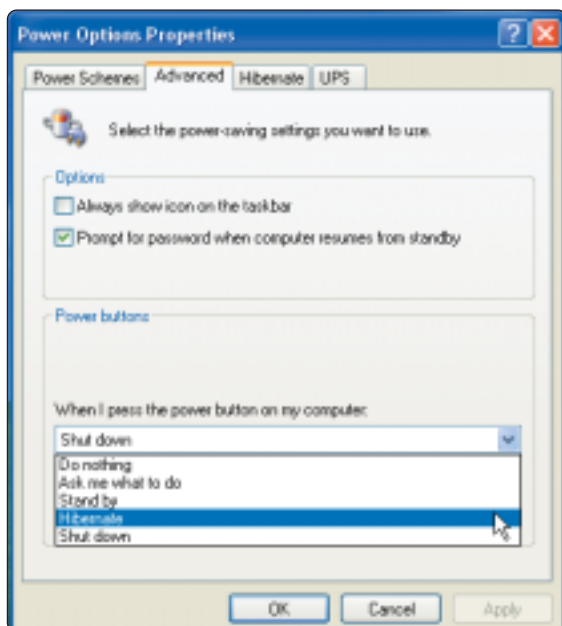 Power Options Properties
Power Schemes Advanced Hibernate UPS
Select the power-saving settings you want to use.
Options
Always show icon on the taskbar
Prompt for password when computer resumes from standby
Power buttons
When I press the power button on my computer:
Shut down
Do nothing
Ask me what to do
Stand by
Hibernate
Shut down
OK Cancel Apply